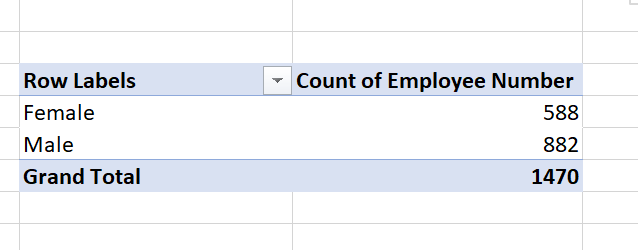 Row Labels Count of Employee Number
Female 588
Male 882
Grand Total 1470